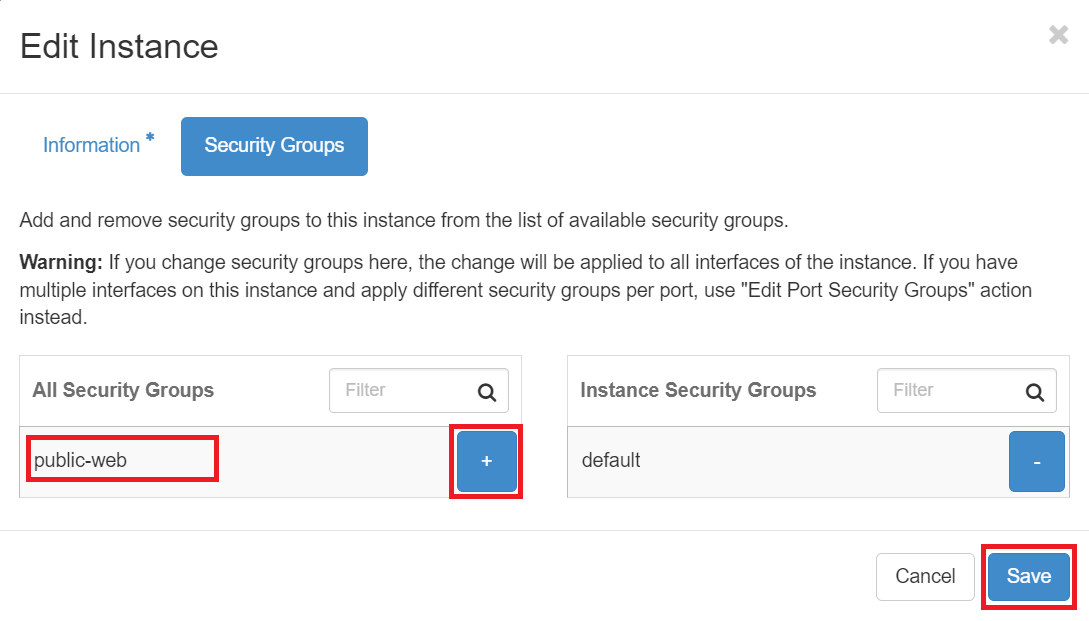 Edit Instance
×
Information *
Security Groups
Add and remove security groups to this instance from the list of available security groups.
Warning: If you change security groups here, the change will be applied to all interfaces of the instance. If you have
multiple interfaces on this instance and apply different security groups per port, use "Edit Port Security Groups" action
instead.
All Security Groups
Filter
Instance Security Groups
Filter
public-web
+
default
-
Cancel
Save